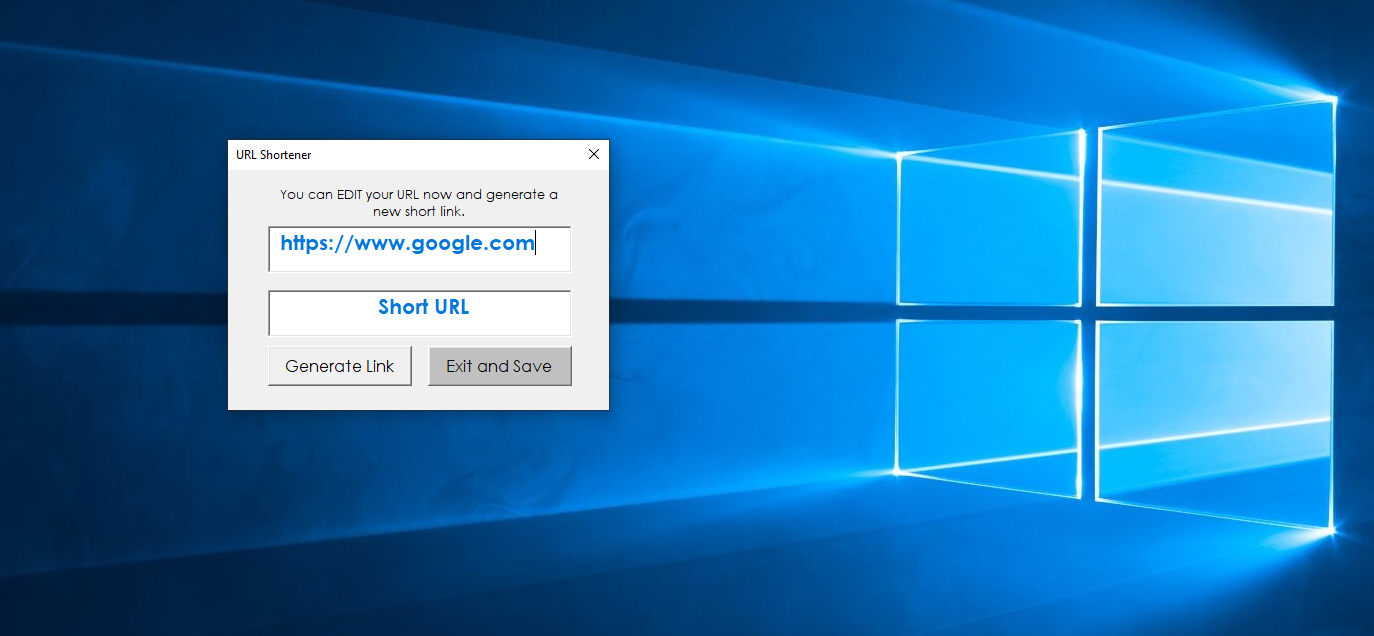 URL Shortener
You can EDIT your URL now and generate a
new short link.
https://www.google.com
Short URL
Generate Link
Exit and Save